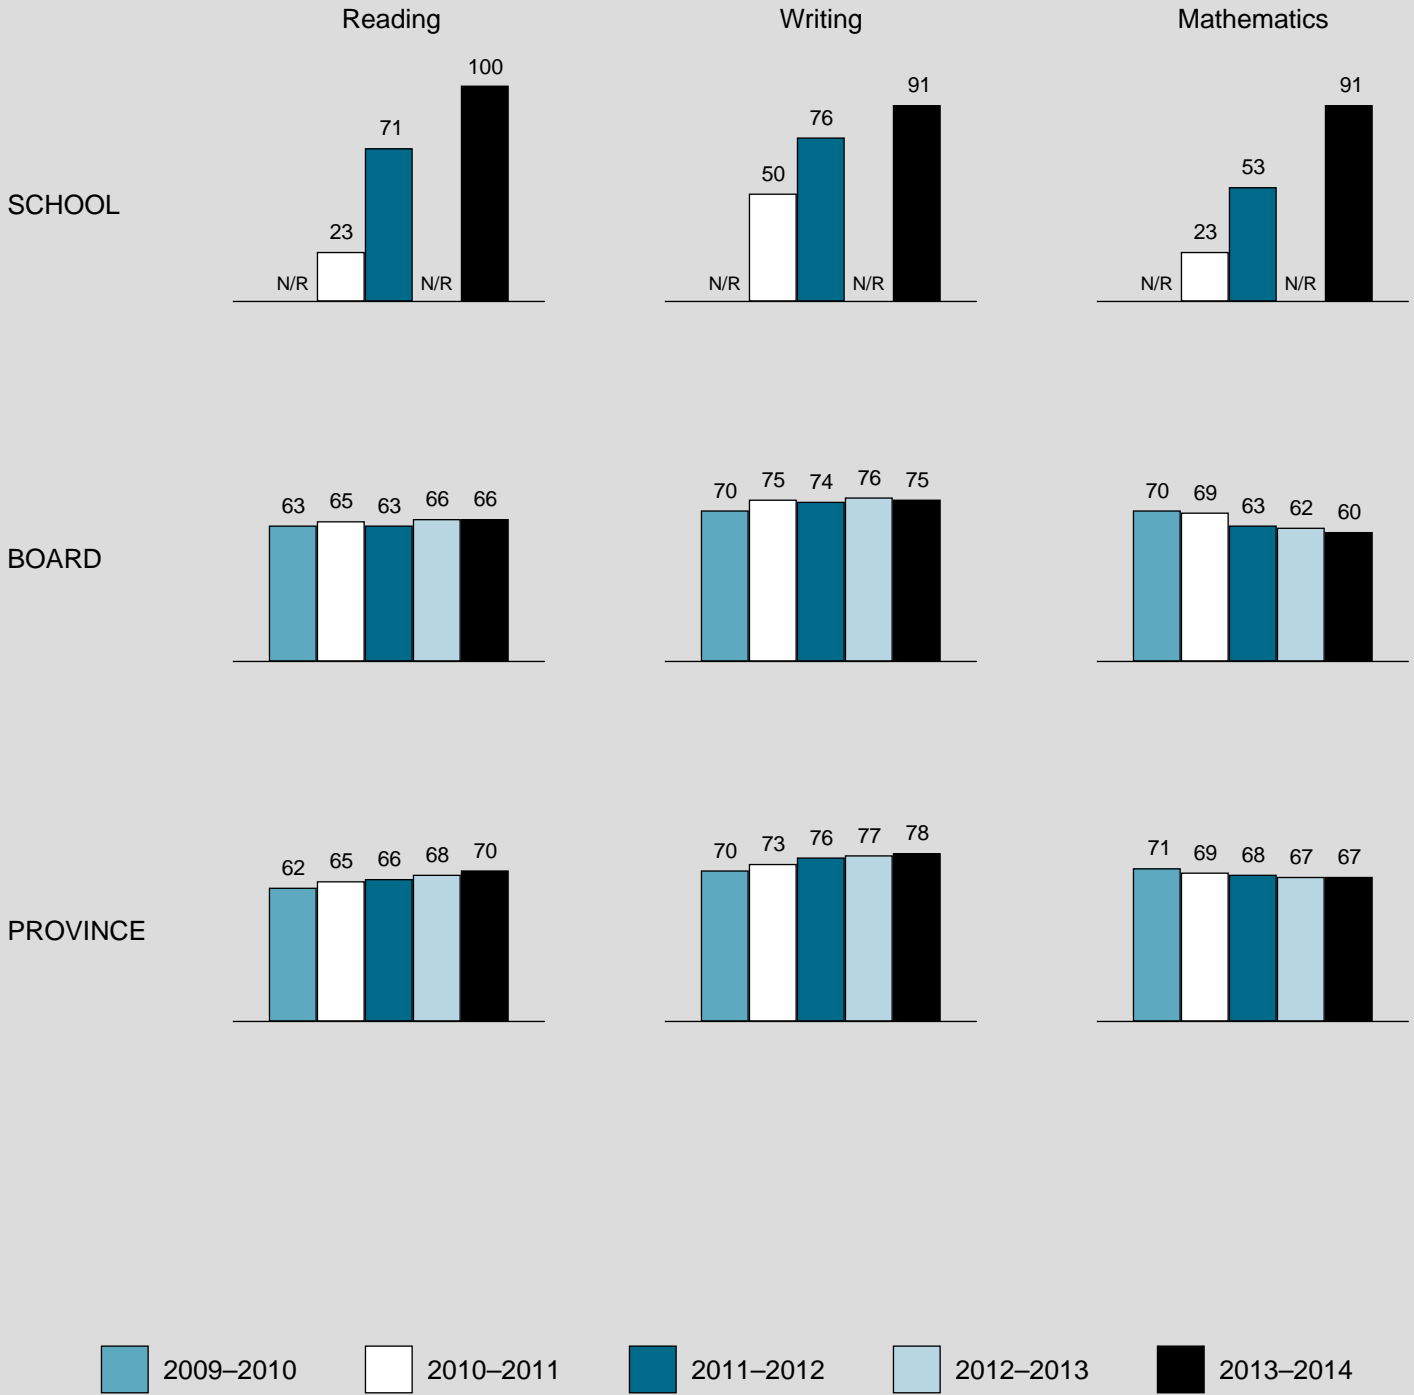 Reading Writing Mathematics
SCHOOL
N/R 23 71 N/R 100
N/R 50 76 N/R 91
N/R 23 53 N/R 91
BOARD
63 65 63 66 66
70 75 74 76 75
70 69 63 62 60
PROVINCE
62 65 66 68 70
70 73 76 77 78
71 69 68 67 67
2009–2010 2010–2011 2011–2012 2012–2013 2013–2014